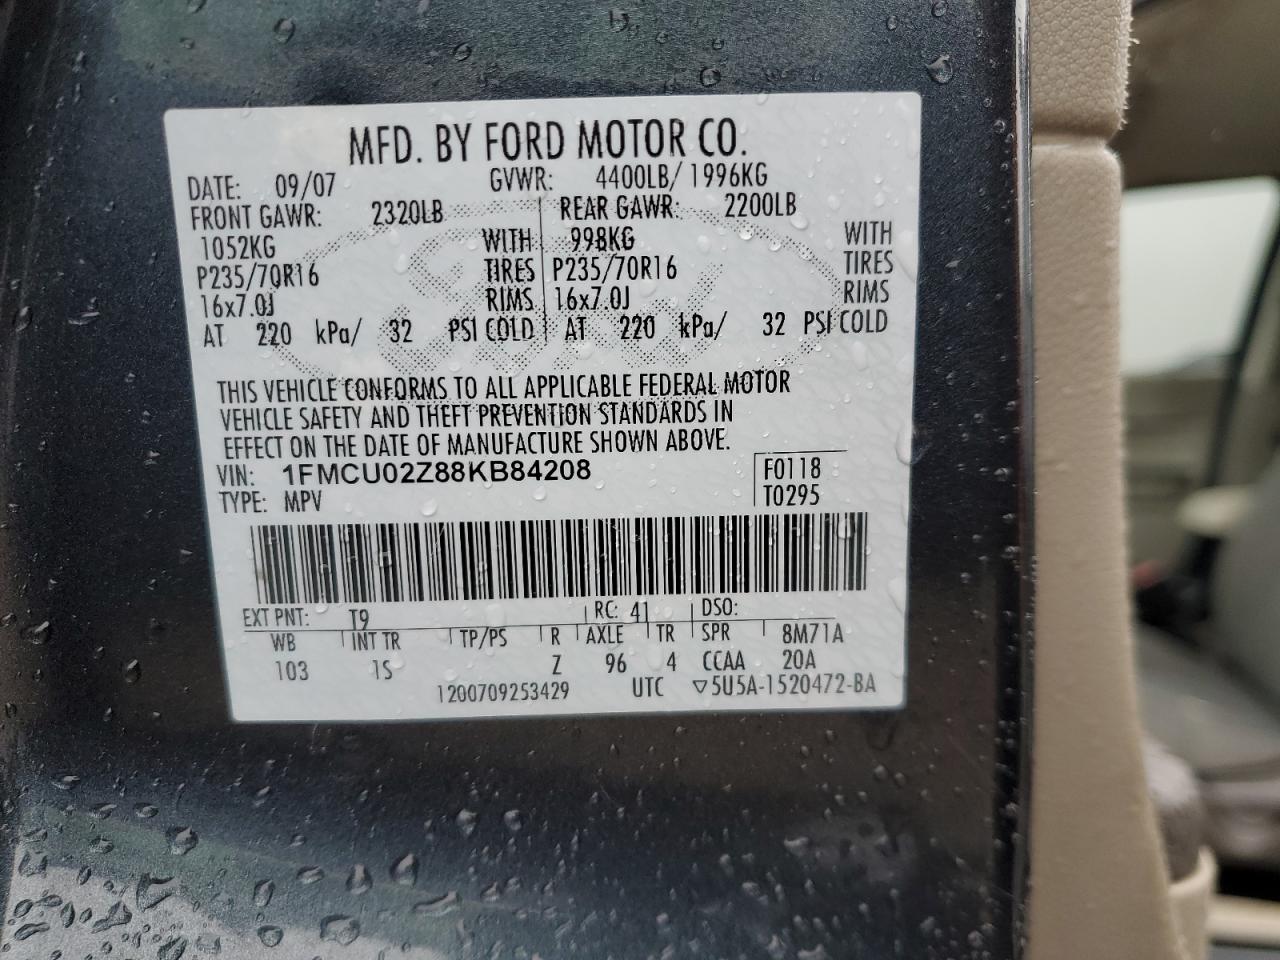 MFD. BY FORD MOTOR CO.
DATE: 09/07 GVWR: 4400LB/ 1996KG
FRONT GAWR: 2320LB REAR GAWR: 2200LB
1052KG WITH 998KG WITH
P235/70R16 TIRES P235/70R16 TIRES
16x7.0J RIMS 16x7.0J RIMS
AT 220 kPa/ 32 PSI COLD AT 220 kPa/ 32 PSI COLD
THIS VEHICLE CONFORMS TO ALL APPLICABLE FEDERAL MOTOR
VEHICLE SAFETY AND THEFT PREVENTION STANDARDS IN
EFFECT ON THE DATE OF MANUFACTURE SHOWN ABOVE.
VIN: 1FMCU02Z88KB84208 F0118
TYPE: MPV T0295
EXT PNT: T9 RC: 41 DSO:
WB INT TR TP/PS R AXLE TR SPR 8M71A
103 1S Z 96 4 CCAA 20A
1200709253429 UTC ▽5U5A-1520472-BA